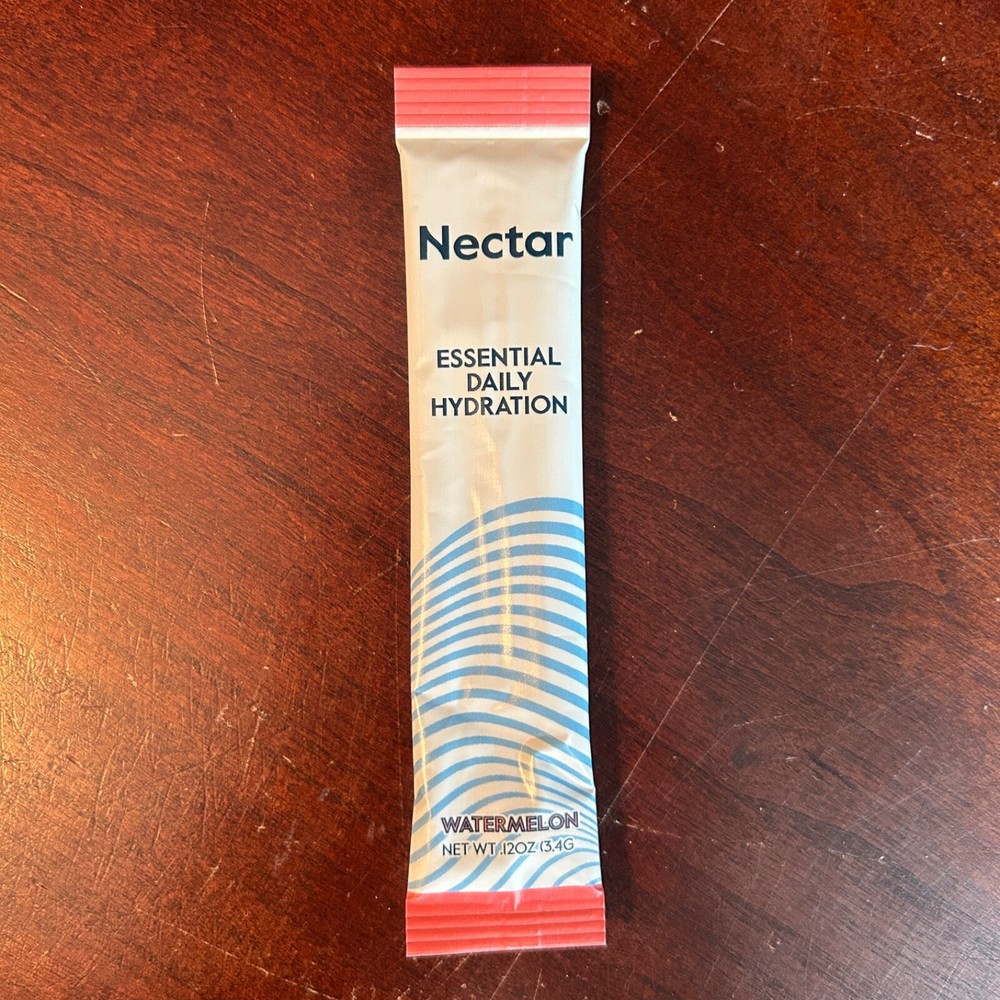 Nectar
ESSENTIAL
DAILY
HYDRATION
WATERMELON
NET WT .12OZ (3.4G